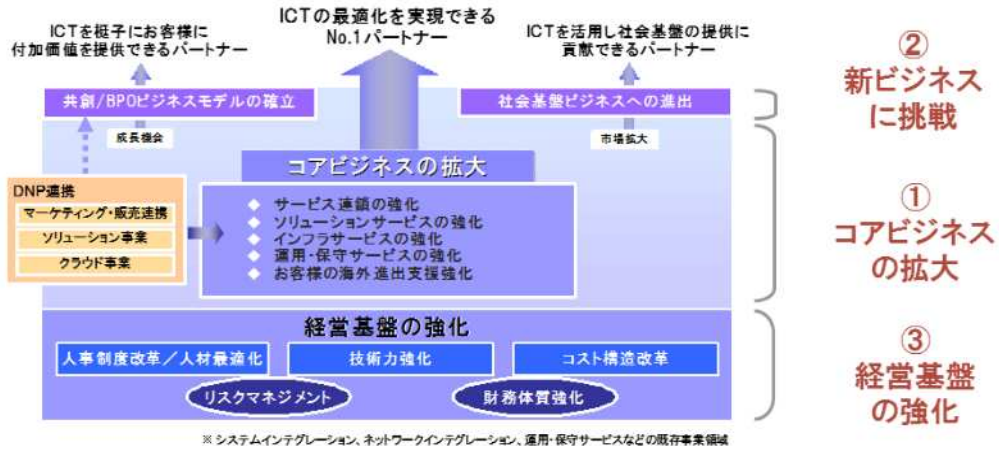 ICTを梃子にお客様に
付加価値を提供できるパートナー
ICTの最適化を実現できる
No.1パートナー
ICTを活用し社会基盤の提供に
貢献できるパートナー
共創/BPOビジネスモデルの確立
社会基盤ビジネスへの進出
成長機会
市場拡大
コアビジネスの拡大
DNP連携
マーケティング・販売連携
ソリューション事業
クラウド事業
◆ サービス連鎖の強化
◆ ソリューションサービスの強化
◆ インフラサービスの強化
◆ 運用・保守サービスの強化
◆ お客様の海外進出支援強化
経営基盤の強化
人事制度改革／人材最適化
技術力強化
コスト構造改革
リスクマネジメント
財務体質強化
※ システムインテグレーション、ネットワークインテグレーション、運用・保守サービスなどの既存事業領域
②
新ビジネス
に挑戦
①
コアビジネス
の拡大
③
経営基盤
の強化